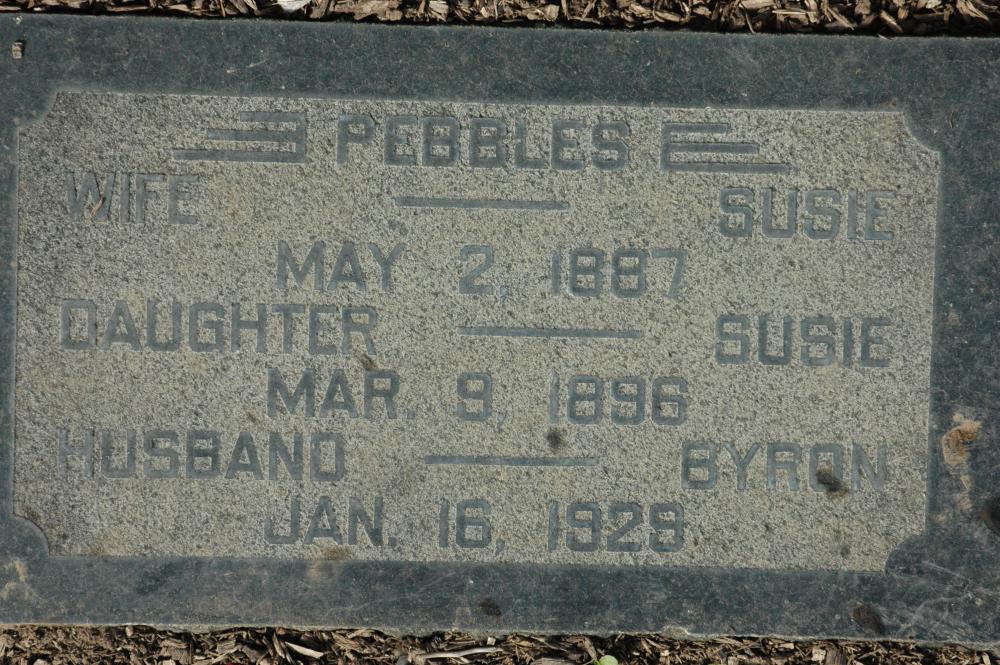 PEBBLES
WIFE SUSIE
MAY 2, 1887
DAUGHTER SUSIE
MAR. 9, 1896
HUSBAND BYRON
JAN. 16, 1929